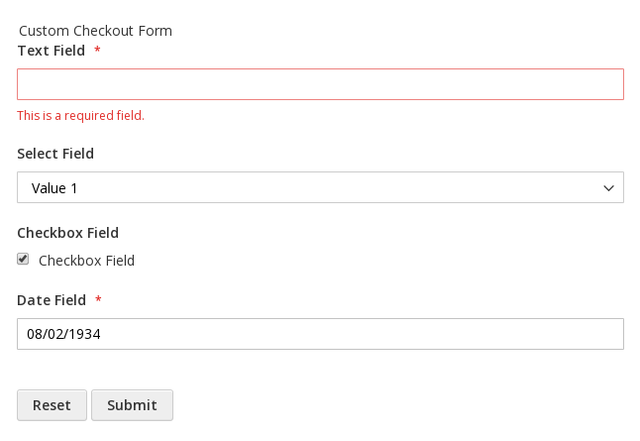 Custom Checkout Form
Text Field *
This is a required field.
Select Field
Value 1
Checkbox Field
Checkbox Field
Date Field *
08/02/1934
Reset Submit